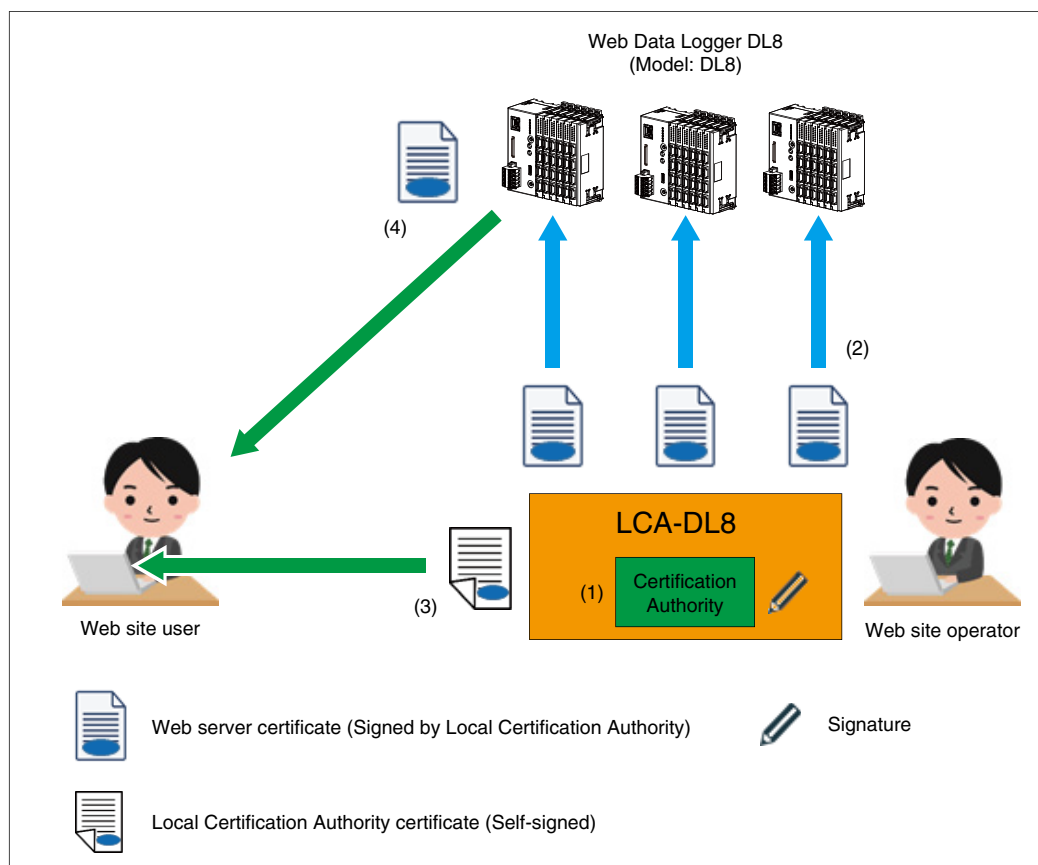 Web Data Logger DL8
(Model: DL8)
(4)
(2)
LCA-DL8
(1)
Certification
Authority
(3)
Web site user
Web site operator
Web server certificate (Signed by Local Certification Authority)
Signature
Local Certification Authority certificate (Self-signed)